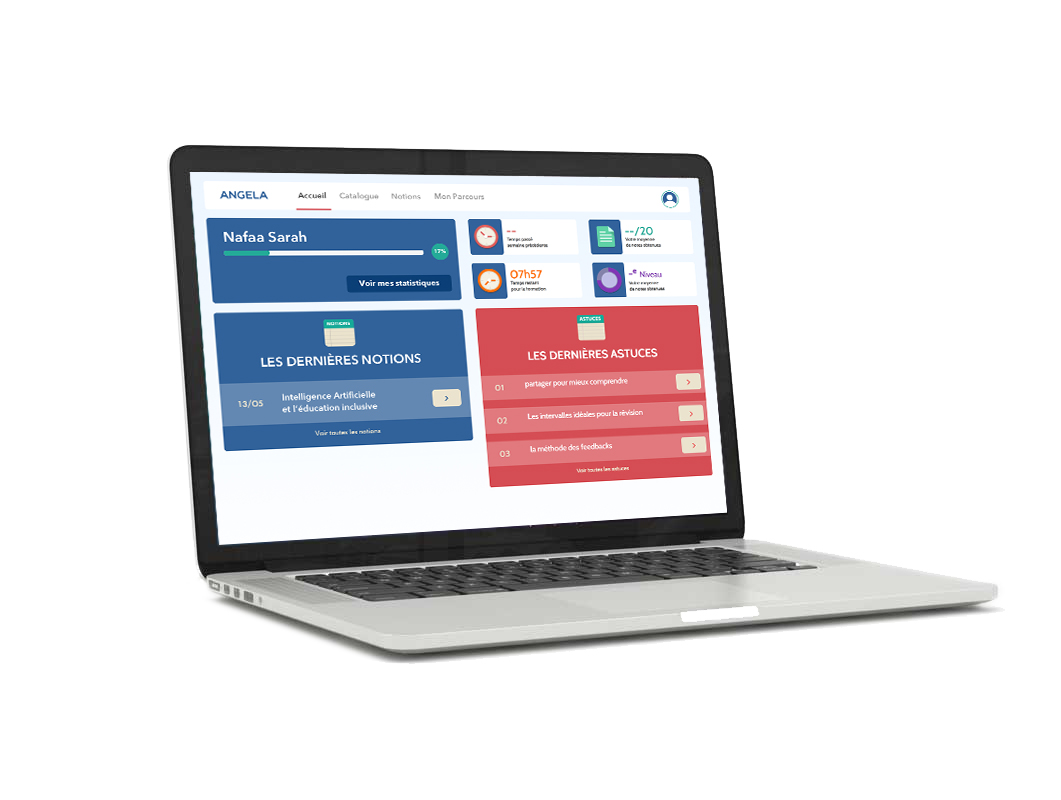 ANGELA
Accueil
Catalogue
Notions
Mon Parcours
Nafaa Sarah
17%
Voir mes statistiques
--
Temps passé
semaine précédente
--/20
Votre moyenne
de notes obtenues
07h57
Temps restant
pour la formation
-e Niveau
Votre moyenne
de notes obtenues
NOTIONS
LES DERNIÈRES NOTIONS
13/05
Intelligence Artificielle
et l'éducation inclusive
Voir toutes les notions
ASTUCES
LES DERNIÈRES ASTUCES
01 partager pour mieux comprendre
02 Les intervalles idéales pour la révision
03 la méthode des feedbacks
Voir toutes les astuces